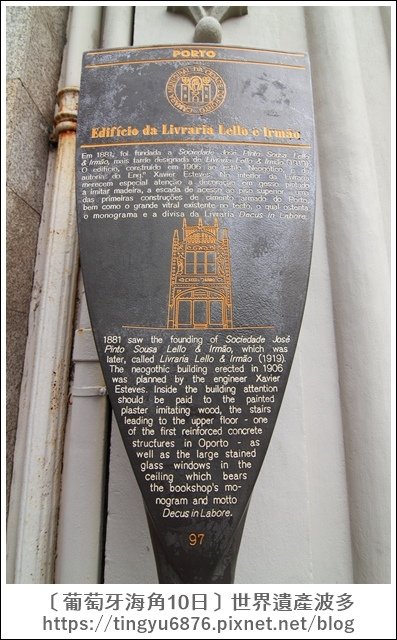 PORTO
Edifício da Livraria Lello e Irmão
Em 1881, foi fundada a Sociedade José Pinto Sousa Lello
& Irmão, mais tarde designada de Livraria Lello & Irmão (1919).
O edifício, construído em 1906 ao estilo Neogótico, é da
autoria do Eng.º Xavier Esteves. No interior da Livraria
merecem especial atenção a decoração em gesso pintado
a imitar madeira, a escada de acesso ao piso superior - uma
das primeiras construções de cimento armado do Porto
bem como o grande vitral existente no tecto, o qual ostenta
o monograma e a divisa da Livraria Decus in Labore.
1881 saw the founding of Sociedade José
Pinto Sousa Lello & Irmão, which was
later, called Livraria Lello & Irmão (1919).
The neogothic building erected in 1906
was planned by the engineer Xavier
Esteves. Inside the building attention
should be paid to the painted
plaster imitating wood, the stairs
leading to the upper floor - one
of the first reinforced concrete
structures in Oporto - as
well as the large stained
glass windows in the
ceiling which bears
the bookshop's mo-
nogram and motto
Decus in Labore.
97
〔葡萄牙海角10日〕世界遺產波多
https://tingyu6876.pixnet.net/blog